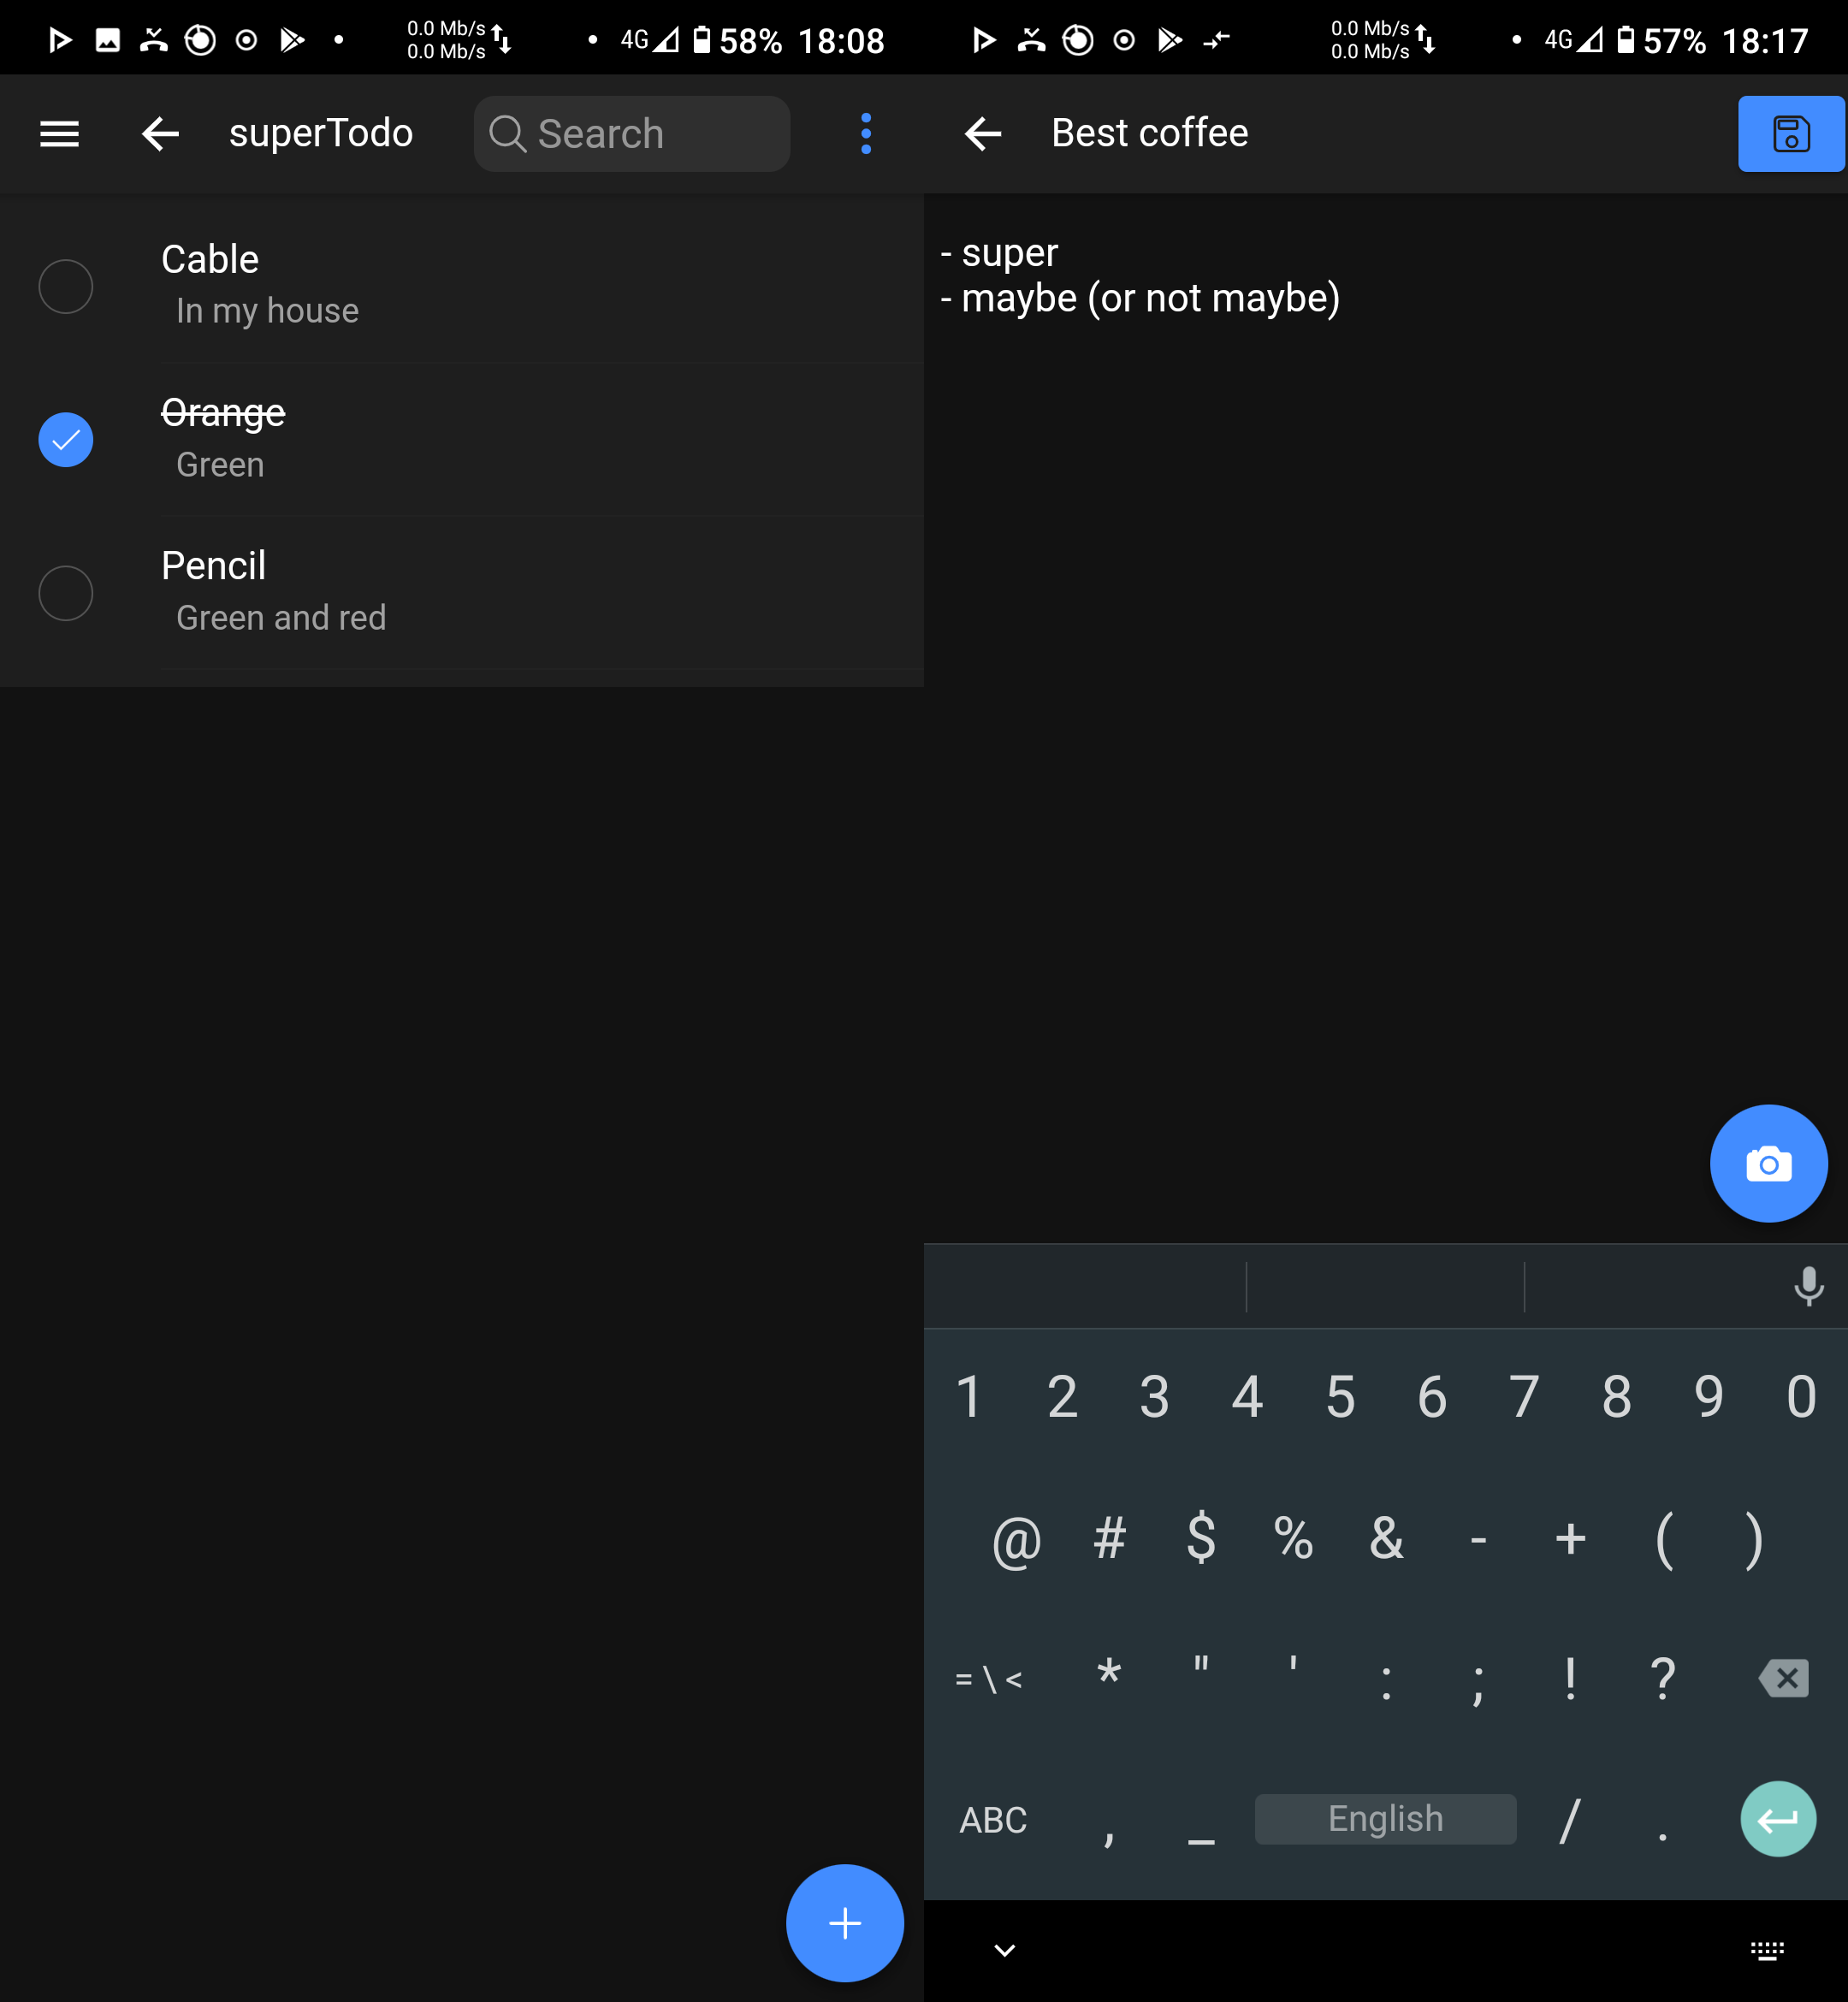 0.0 Mb/s
0.0 Mb/s
4G 58% 18:08
superTodo
Search
Cable
In my house
Orange
Green
Pencil
Green and red
0.0 Mb/s
0.0 Mb/s
4G 57% 18:17
Best coffee
- super
- maybe (or not maybe)
1 2 3 4 5 6 7 8 9 0
@ # $ % & - + ( )
= \ < * " ' : ; ! ?
ABC , _ English / .